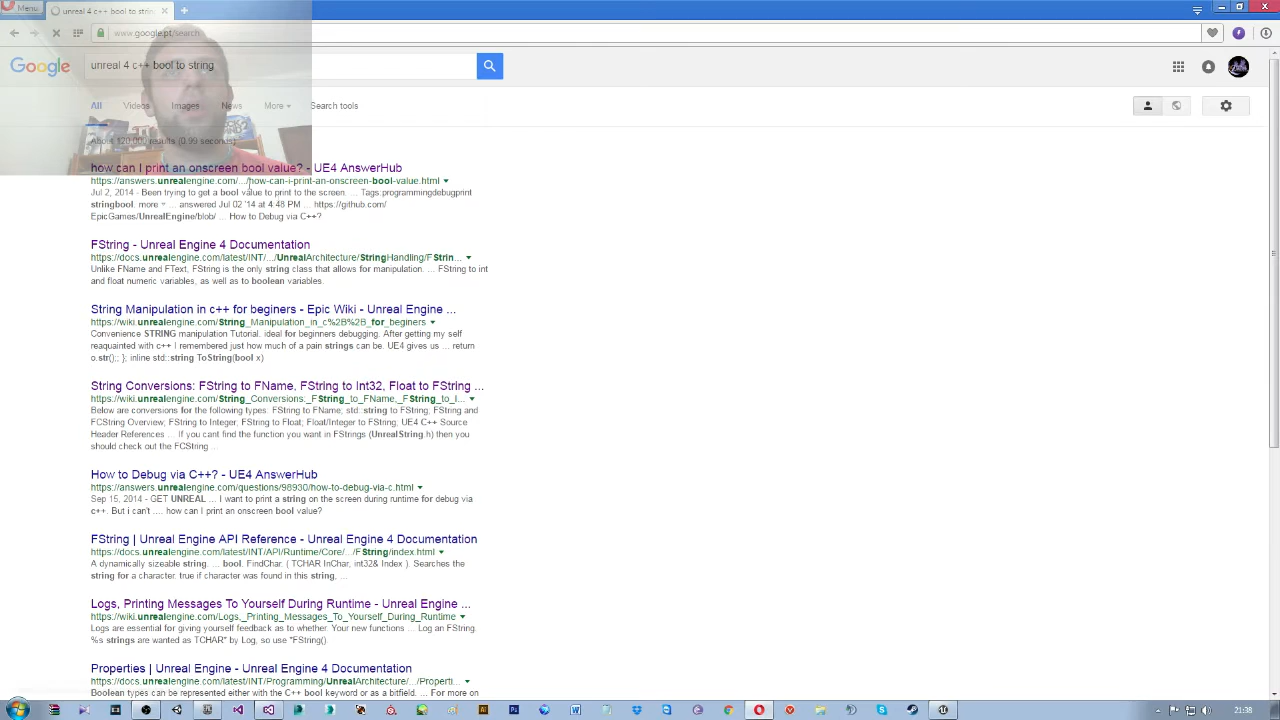 Menu
unreal 4 c++ bool to strin
www.google.pt/search
Google
unreal 4 c++ bool to string
All Videos Images News More Search tools
About 120,000 results (0.99 seconds)
how can I print an onscreen bool value? - UE4 AnswerHub
https://answers.unrealengine.com/.../how-can-i-print-an-onscreen-bool-value.html
Jul 2, 2014 - Been trying to get a bool value to print to the screen. ... Tags:programmingdebugprint
stringbool. more ... answered Jul 02 '14 at 4:48 PM ... https://github.com/
EpicGames/UnrealEngine/blob/ ... How to Debug via C++?
FString - Unreal Engine 4 Documentation
https://docs.unrealengine.com/latest/INT/.../UnrealArchitecture/StringHandling/FStrin...
Unlike FName and FText, FString is the only string class that allows for manipulation. ... FString to int
and float numeric variables, as well as to boolean variables.
String Manipulation in c++ for beginers - Epic Wiki - Unreal Engine ...
https://wiki.unrealengine.com/String_Manipulation_in_c%2B%2B_for_beginers
Convenience STRING manipulation Tutorial. ideal for beginners debugging. After getting my self
reaquainted with c++ I remembered just how much of a pain strings can be. UE4 gives us ... return
o.str();; }; inline std::string ToString(bool x)
String Conversions: FString to FName, FString to Int32, Float to FString ...
https://wiki.unrealengine.com/String_Conversions:_FString_to_FName,_FString_to_I...
Below are conversions for the following types. FString to FName; std::string to FString; FString and
FCString Overview; FString to Integer; FString to Float; Float/Integer to FString; UE4 C++ Source
Header References ... If you cant find the function you want in FStrings (UnrealString.h) then you
should check out the FCString ...
How to Debug via C++? - UE4 AnswerHub
https://answers.unrealengine.com/questions/98930/how-to-debug-via-c.html
Sep 15, 2014 - GET UNREAL ... I want to print a string on the screen during runtime for debug via
c++. But i can't .... how can I print an onscreen bool value?
FString | Unreal Engine API Reference - Unreal Engine 4 Documentation
https://docs.unrealengine.com/latest/INT/API/Runtime/Core/.../FString/index.html
A dynamically sizeable string. ... bool. FindChar. ( TCHAR InChar, int32& Index ). Searches the
string for a character. true if character was found in this string, ...
Logs, Printing Messages To Yourself During Runtime - Unreal Engine ...
https://wiki.unrealengine.com/Logs,_Printing_Messages_To_Yourself_During_Runtime
Logs are essential for giving yourself feedback as to whether. Your new functions ... Log an FString.
%s strings are wanted as TCHAR* by Log, so use *FString().
Properties | Unreal Engine - Unreal Engine 4 Documentation
https://docs.unrealengine.com/latest/INT/Programming/UnrealArchitecture/.../Properti...
Boolean types can be represented either with the C++ bool keyword or as a bitfield. ... For more on
21:38